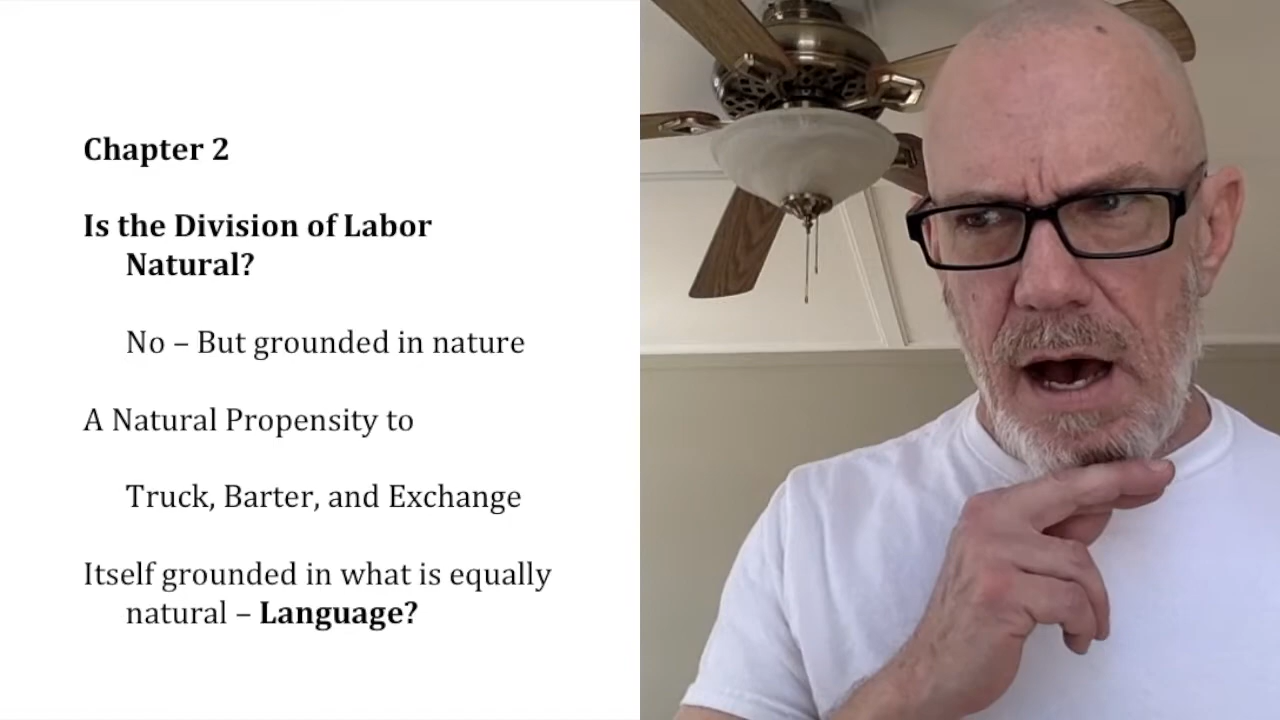 Chapter 2
Is the Division of Labor
Natural?
No – But grounded in nature
A Natural Propensity to
Truck, Barter, and Exchange
Itself grounded in what is equally
natural – Language?